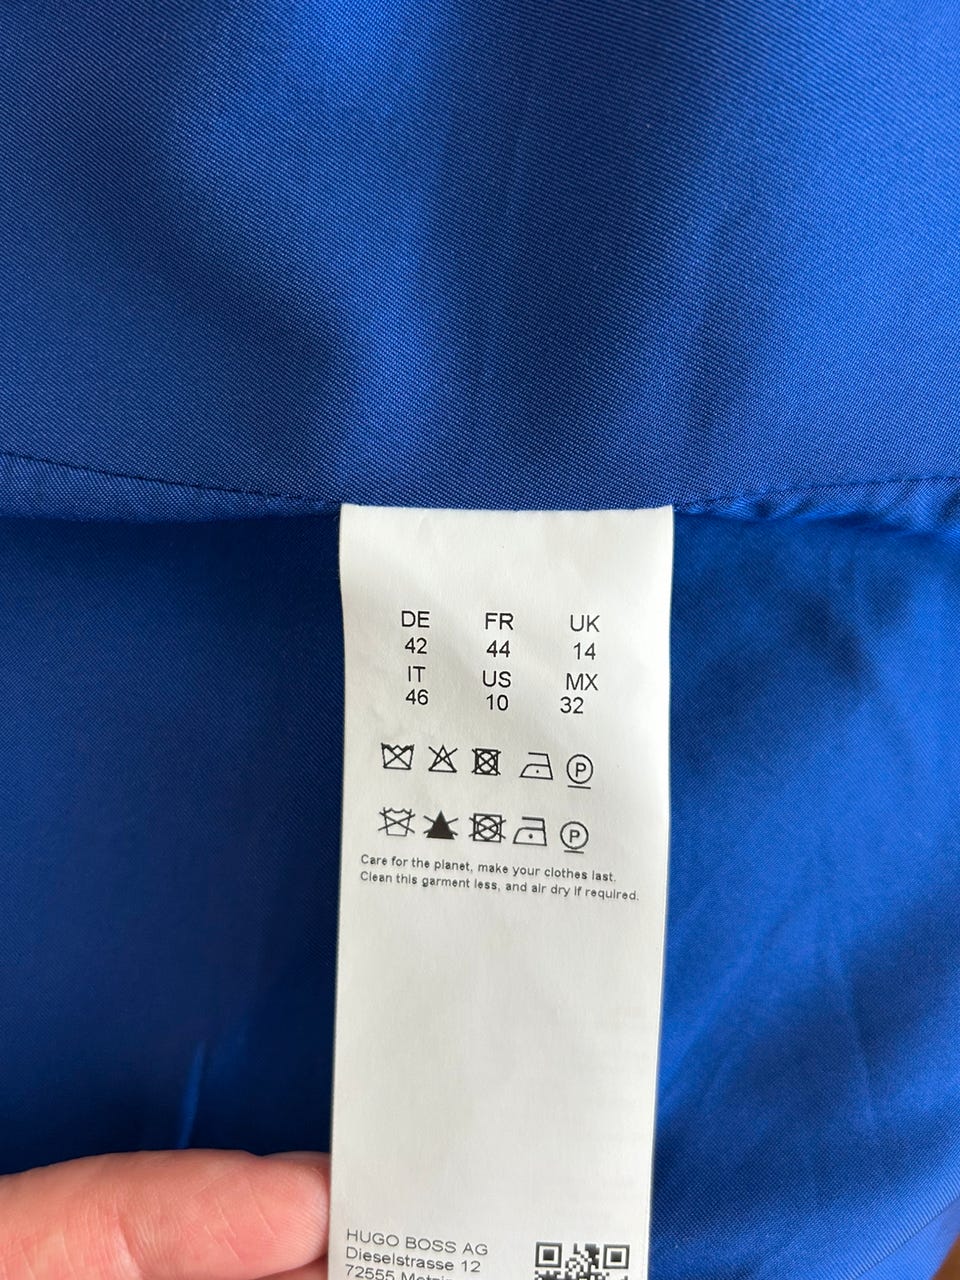 DE FR UK
42 44 14
IT US MX
46 10 32
P
P
Care for the planet, make your clothes last.
Clean this garment less, and air dry if required.
HUGO BOSS AG
Dieselstrasse 12
72555